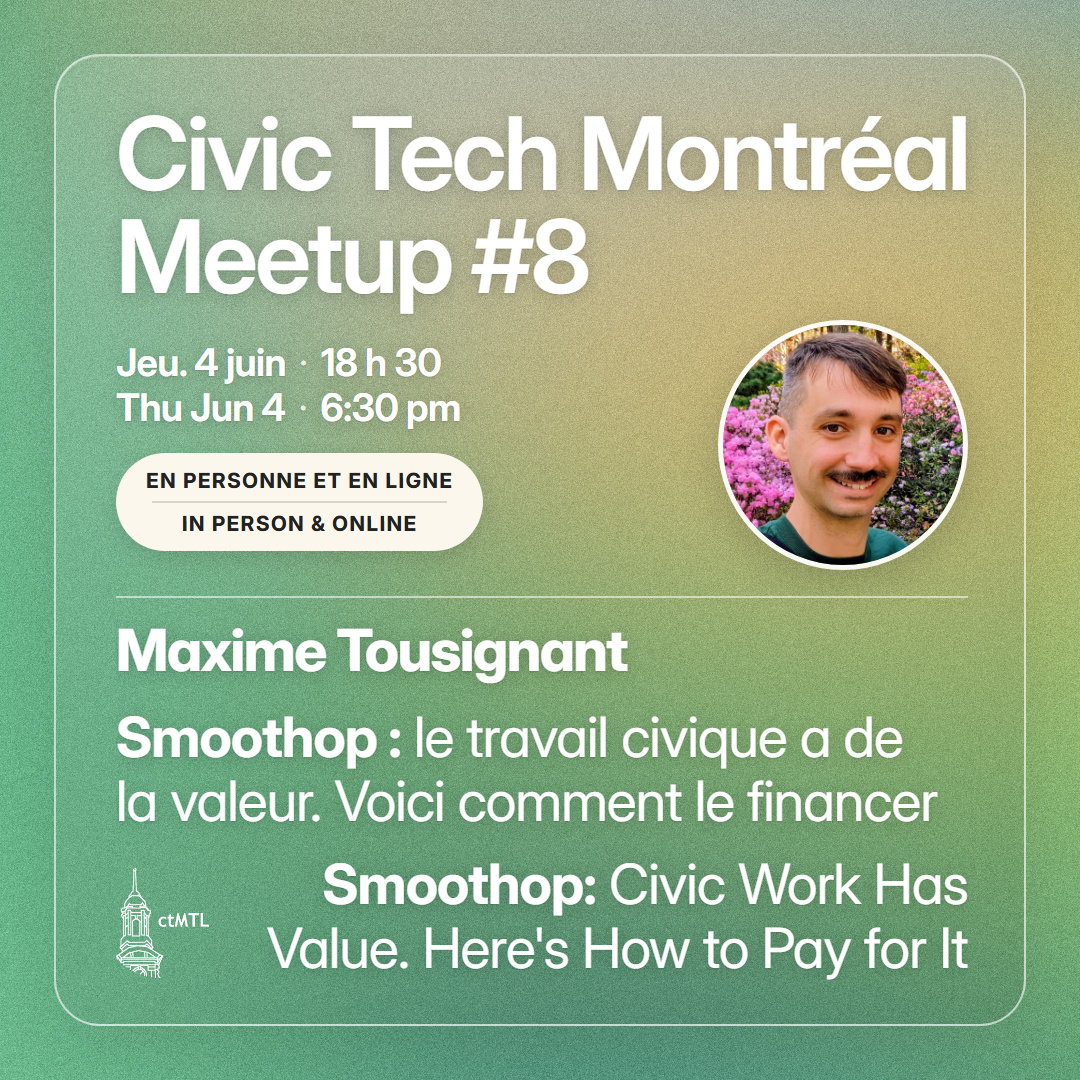 Civic Tech Montréal
Meetup #8
Jeu. 4 juin · 18 h 30
Thu Jun 4 · 6:30 pm
EN PERSONNE ET EN LIGNE
IN PERSON & ONLINE
Maxime Tousignant
Smoothop : le travail civique a de
la valeur. Voici comment le financer
Smoothop: Civic Work Has
Value. Here's How to Pay for It
ctMTL